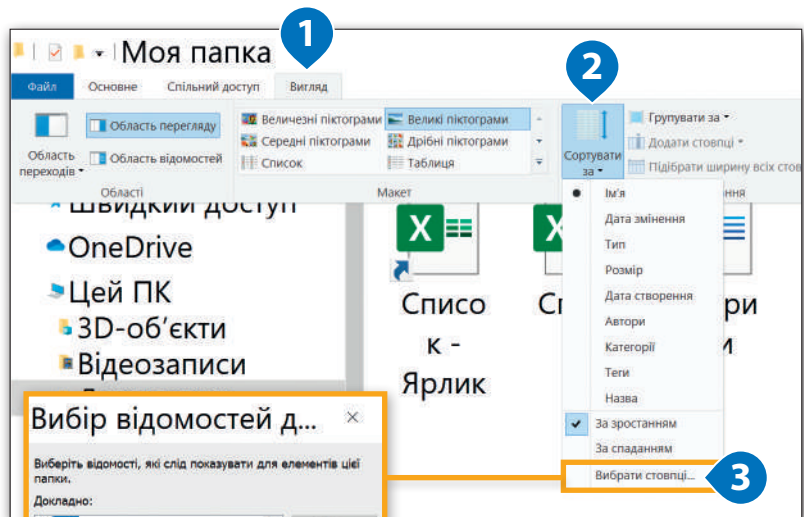 1
Моя папка
2
Файл Основне Спільний доступ Вигляд
Область переходів
Область перегляду
Область відомостей
Області
Величезні піктограми Великі піктограми
Середні піктограми Дрібні піктограми
Список Таблиця
Макет
Сортувати за
Групувати за
Додати стовпці
Підібрати ширину всіх стов
ння
Швидкий доступ
OneDrive
Цей ПК
3D-об’єкти
Відеозаписи
Списо
к -
Ярлик
Сп
ри
и
Ім'я
Дата змінення
Тип
Розмір
Дата створення
Автори
Категорії
Теги
Назва
За зростанням
За спаданням
Вибрати стовпці...
3
Вибір відомостей д...
Виберіть відомості, які слід показувати для елементів цієї
папки.
Докладно: